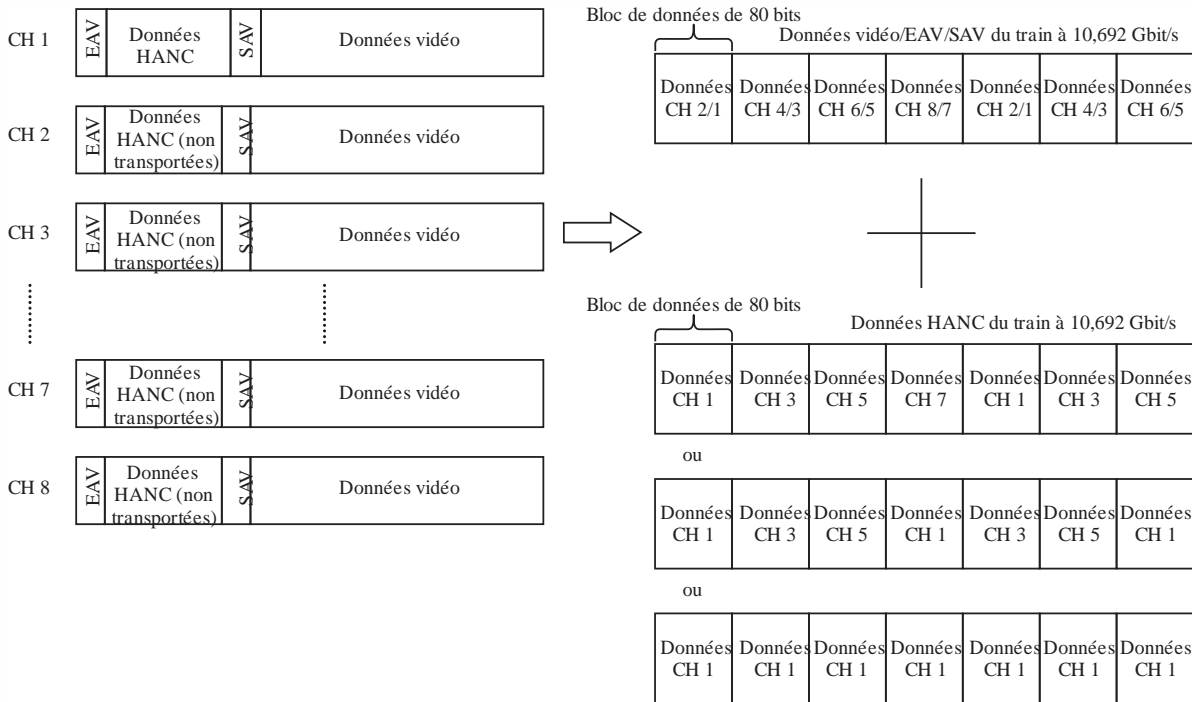 CH 1
EAV
Données
HANC
SAV
Données vidéo
CH 2
EAV
Données
HANC (non
transportées)
SAV
Données vidéo
CH 3
EAV
Données
HANC (non
transportées)
SAV
Données vidéo
CH 7
EAV
Données
HANC (non
transportées)
SAV
Données vidéo
CH 8
EAV
Données
HANC (non
transportées)
SAV
Données vidéo
Bloc de données de 80 bits
Données vidéo/EAV/SAV du train à 10,692 Gbit/s
Données Données Données Données Données Données Données
CH 2/1 CH 4/3 CH 6/5 CH 8/7 CH 2/1 CH 4/3 CH 6/5
Bloc de données de 80 bits
Données HANC du train à 10,692 Gbit/s
Données Données Données Données Données Données Données
CH 1 CH 3 CH 5 CH 7 CH 1 CH 3 CH 5
ou
Données Données Données Données Données Données Données
CH 1 CH 3 CH 5 CH 1 CH 3 CH 5 CH 1
ou
Données Données Données Données Données Données Données
CH 1 CH 1 CH 1 CH 1 CH 1 CH 1 CH 1